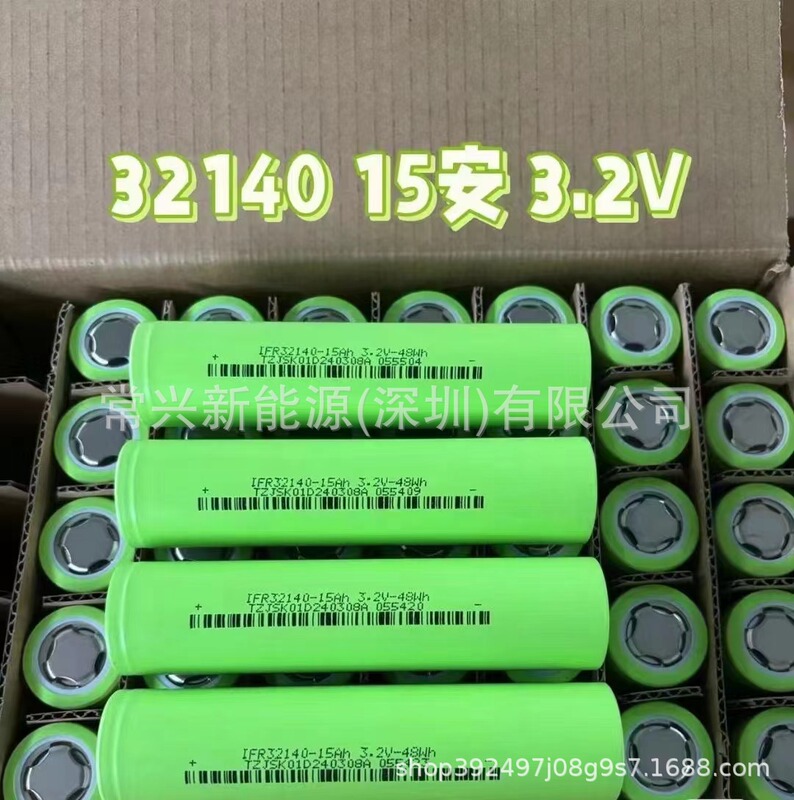 32140 15安 3.2V
IFR32140-15Ah 3.2V-48Wh
+ TZJSK01D240308A 055504 -
常兴新能源(深圳)有限公司
IFR32140-15Ah 3.2V-48Wh
+ TZJSK01D240308A 055409 -
IFR32140-15Ah 3.2V-48Wh
+ TZJSK01D240308A 055420 -
IFR32140-15Ah 3.2V-48Wh
+ TZJSK01D240308A -
shop392497j08g9s7.1688.com